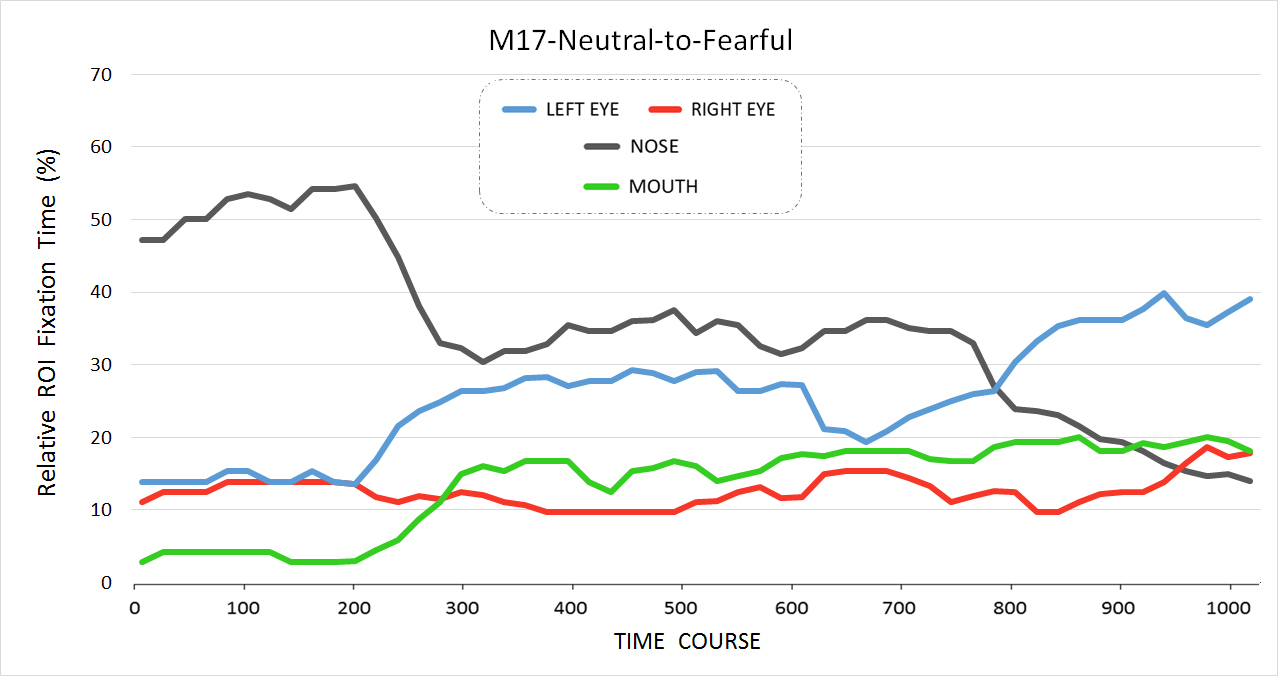 M17-Neutral-to-Fearful
LEFT EYE RIGHT EYE
NOSE
MOUTH
Relative ROI Fixation Time (%)
70
60
50
40
30
20
10
0
0 100 200 300 400 500 600 700 800 900 1000
TIME COURSE